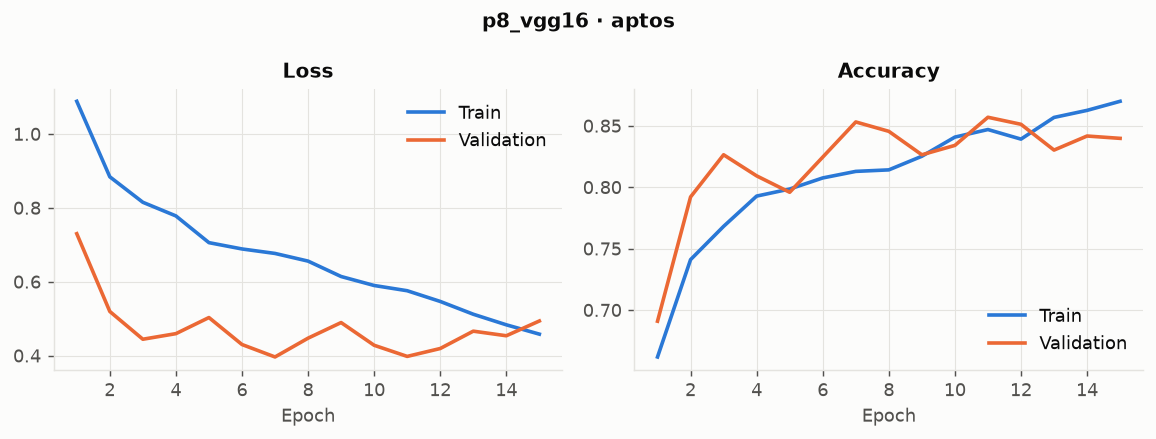 p8_vgg16 · aptos
Loss
Train
Validation
1.0
0.8
0.6
0.4
2 4 6 8 10 12 14
Epoch
Accuracy
0.85
0.80
0.75
0.70
Train
Validation
2 4 6 8 10 12 14
Epoch